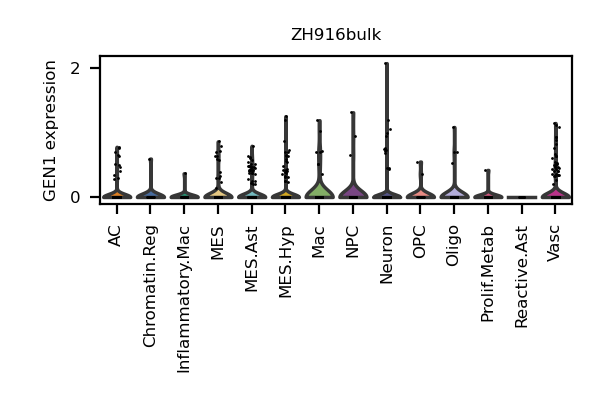 ZH916bulk
GEN1 expression
2
0
AC
Chromatin.Reg
Inflammatory.Mac
MES
MES.Ast
MES.Hyp
Mac
NPC
Neuron
OPC
Oligo
Prolif.Metab
Reactive.Ast
Vasc